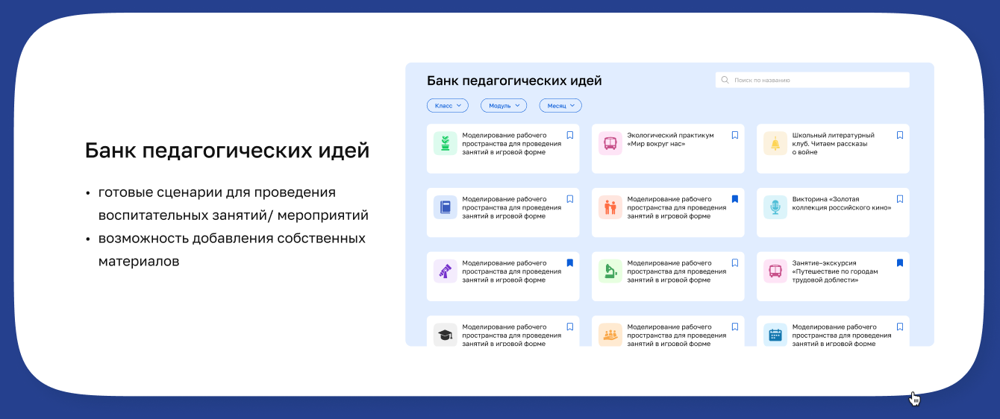 Банк педагогических идей
• готовые сценарии для проведения
воспитательных занятий/ мероприятий
• возможность добавления собственных
материалов
Банк педагогических идей
Поиск по названию
Класс
Модуль
Месяц
Моделирование рабочего
пространства для проведения
занятий в игровой форме
Экологический практикум
«Мир вокруг нас»
Школьный литературный
клуб. Читаем рассказы
о войне
Моделирование рабочего
пространства для проведения
занятий в игровой форме
Моделирование рабочего
пространства для проведения
занятий в игровой форме
Викторина «Золотая
коллекция российского кино»
Моделирование рабочего
пространства для проведения
занятий в игровой форме
Моделирование рабочего
пространства для проведения
занятий в игровой форме
Занятие–экскурсия
«Путешествие по городам
трудовой доблести»
Моделирование рабочего
пространства для проведения
занятий в игровой форме
Моделирование рабочего
пространства для проведения
занятий в игровой форме
Моделирование рабочего
пространства для проведения
занятий в игровой форме